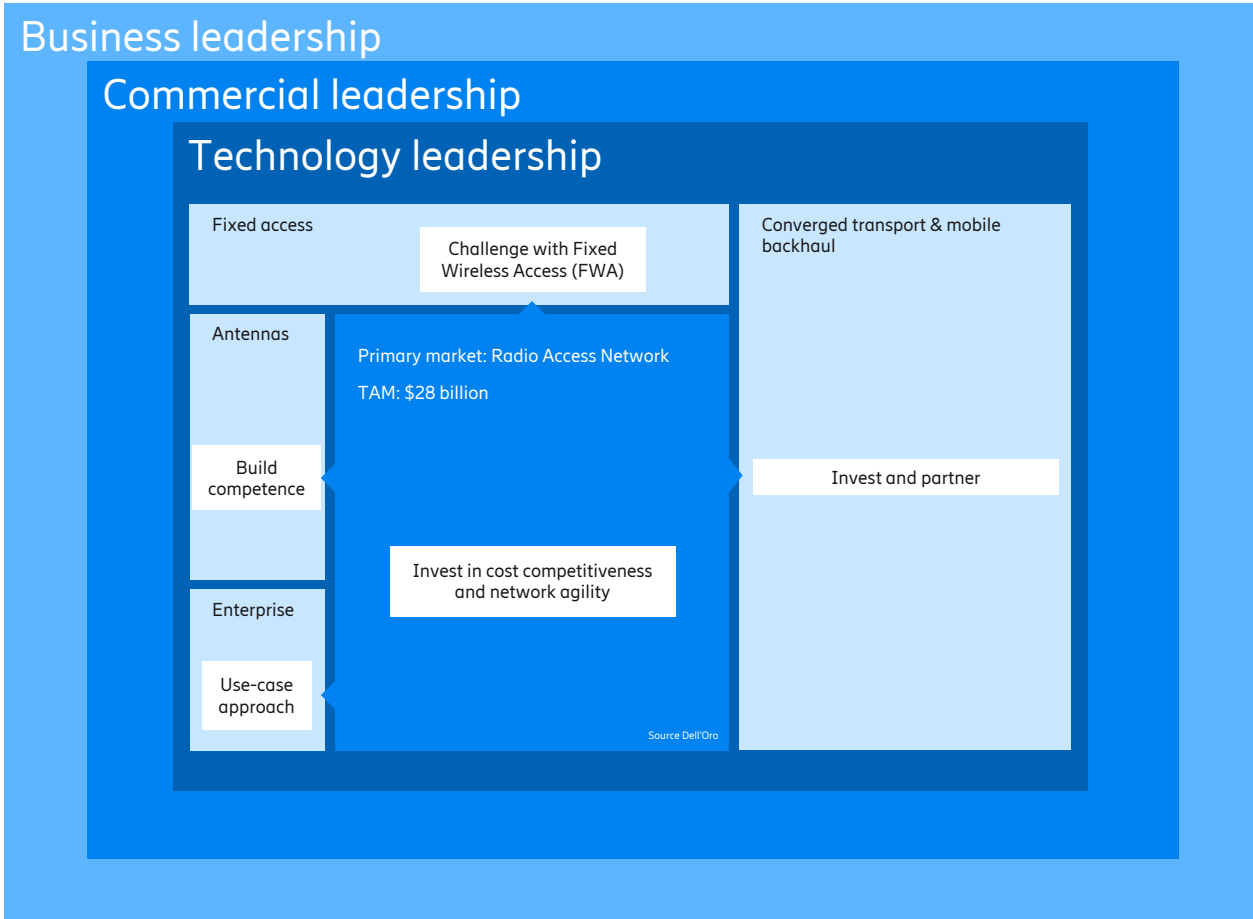 Business leadership
Commercial leadership
Technology leadership
Fixed access
Challenge with Fixed
Wireless Access (FWA)
Converged transport & mobile
backhaul
Antennas
Primary market: Radio Access Network
TAM: $28 billion
Build
competence
Invest and partner
Invest in cost competitiveness
and network agility
Enterprise
Use-case
approach
Source Dell’Oro